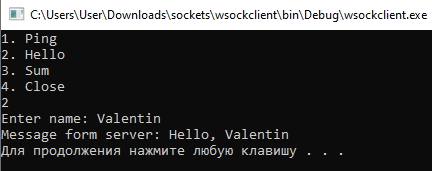 C:\Users\User\Downloads\sockets\wsockclient\bin\Debug\wsockclient.exe
1. Ping
2. Hello
3. Sum
4. Close
2
Enter name: Valentin
Message form server: Hello, Valentin
Для продолжения нажмите любую клавишу . . .